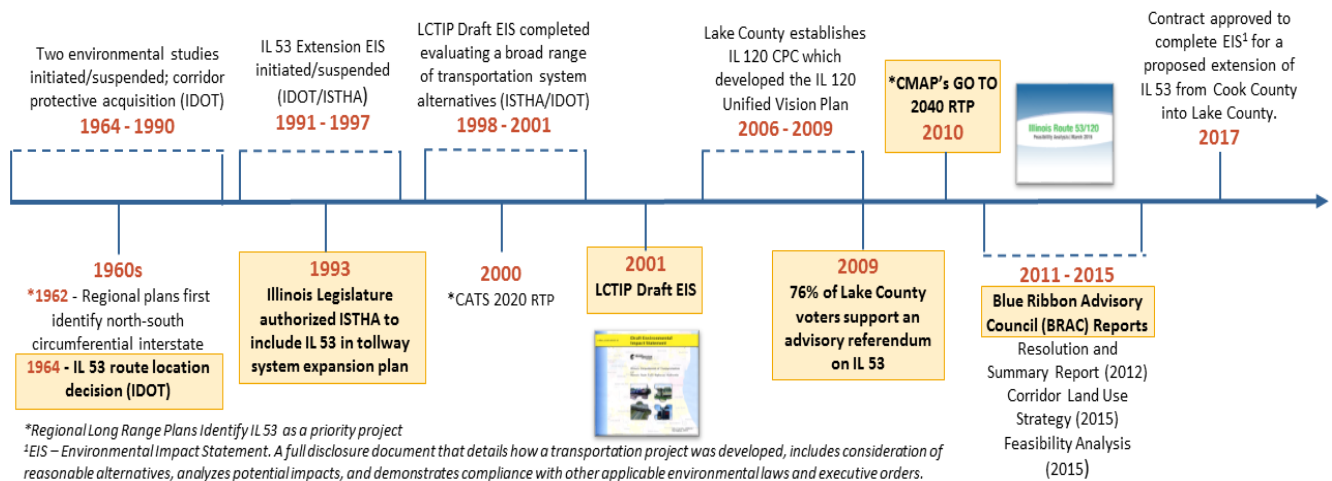 Two environmental studies
initiated/suspended; corridor
protective acquisition (IDOT)
1964 - 1990
IL 53 Extension EIS
initiated/suspended
(IDOT/ISTHA)
1991 - 1997
LCTIP Draft EIS completed
evaluating a broad range
of transportation system
alternatives (ISTHA/IDOT)
1998 - 2001
Lake County establishes
IL 120 CPC which
developed the IL 120
Unified Vision Plan
2006 - 2009
*CMAP's GO TO
2040 RTP
2010
Illinois Route 53/120
Contract approved to
complete EIS¹ for a
proposed extension of
IL 53 from Cook County
into Lake County.
2017
1960s
*1962 - Regional plans first
identify north-south
circumferential interstate
1964 - IL 53 route location
decision (IDOT)
1993
Illinois Legislature
authorized ISTHA to
include IL 53 in tollway
system expansion plan
2000
*CATS 2020 RTP
2001
LCTIP Draft EIS
2009
76% of Lake County
voters support an
advisory referendum
on IL 53
2011 - 2015
Blue Ribbon Advisory
Council (BRAC) Reports
Resolution and
Summary Report (2012)
Corridor Land Use
Strategy (2015)
Feasibility Analysis
(2015)
*Regional Long Range Plans Identify IL 53 as a priority project
¹EIS – Environmental Impact Statement. A full disclosure document that details how a transportation project was developed, includes consideration of
reasonable alternatives, analyzes potential impacts, and demonstrates compliance with other applicable environmental laws and executive orders.